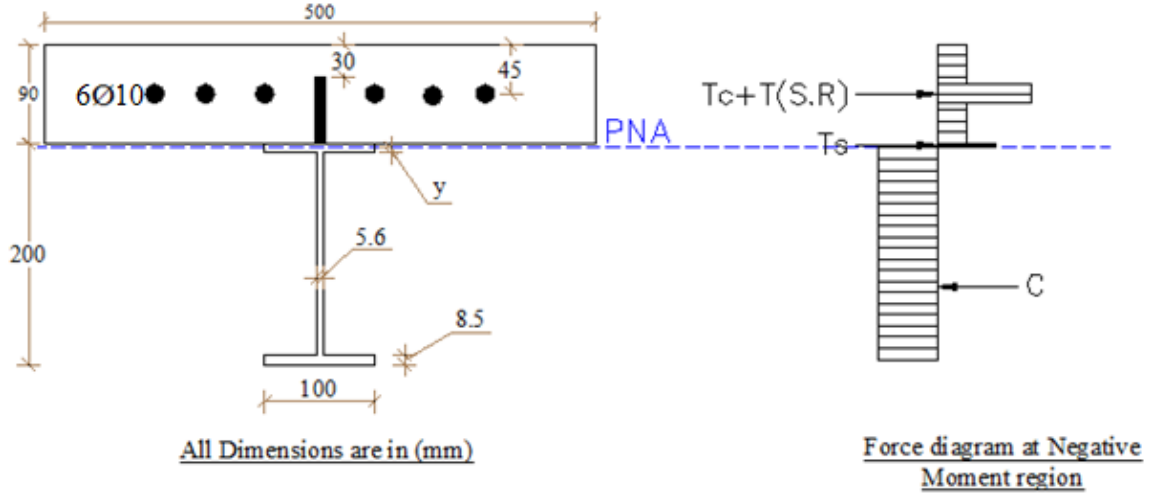 500
30
45
90
6Ø10
Tc+T(S.R)
PNA
Ts
y
200
5.6
C
8.5
100
All Dimensions are in (mm)
Force diagram at Negative
Moment region